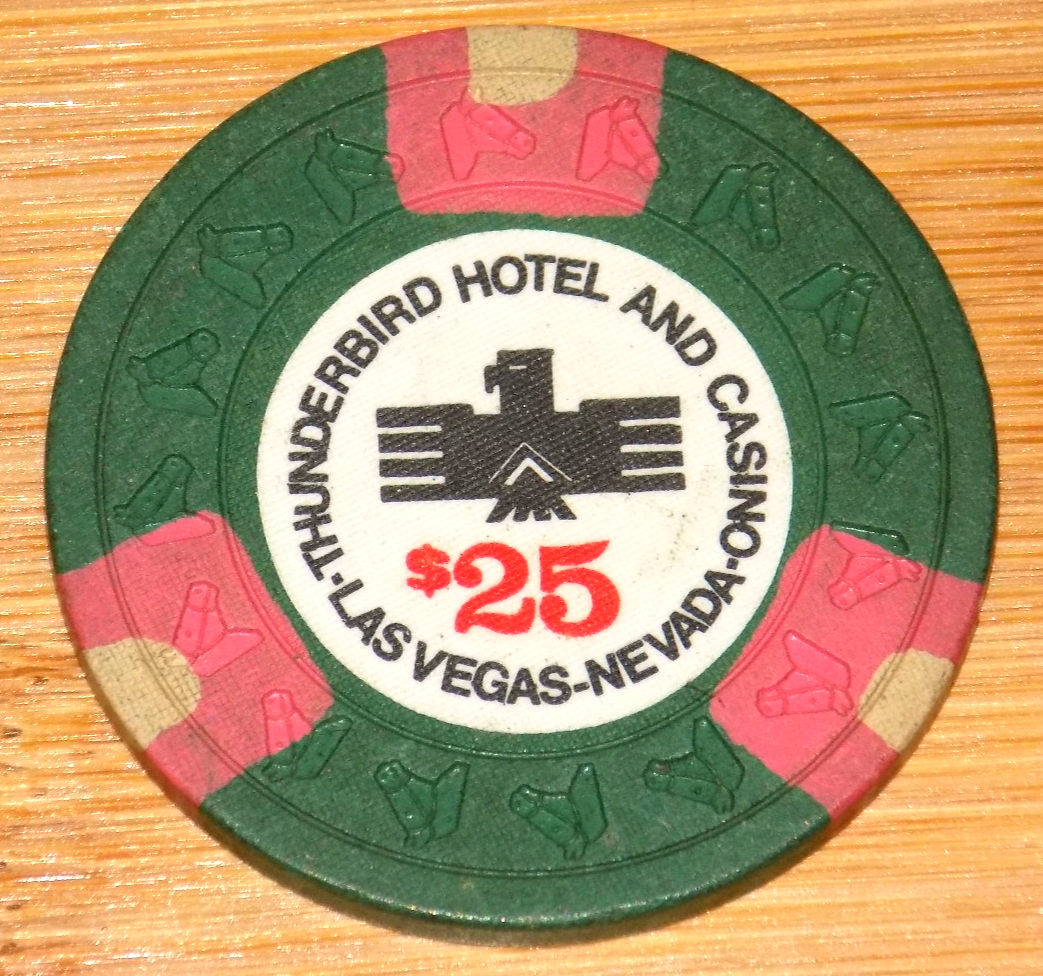 THUNDERBIRD HOTEL AND CASINO·
LAS VEGAS-NEVADA·
$25